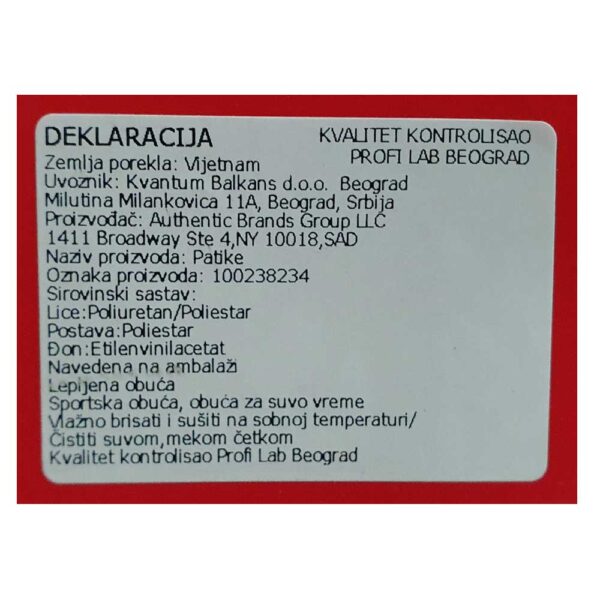 DEKLARACIJA
KVALITET KONTROLISAO
PROFI LAB BEOGRAD
Zemlja porekla: Vijetnam
Uvoznik: Kvantum Balkans d.o.o. Beograd
Milutina Milankovica 11A, Beograd, Srbija
Proizvođač: Authentic Brands Group LLC
1411 Broadway Ste 4,NY 10018,SAD
Naziv proizvoda: Patike
Oznaka proizvoda: 100238234
Sirovinski sastav:
Lice:Poliuretan/Poliestar
Postava:Poliestar
Đon:Etilenvinilacetat
Navedena na ambalaži
Lepljena obuća
Sportska obuća, obuća za suvo vreme
Vlažno brisati i sušiti na sobnoj temperaturi/
Čistiti suvom,mekom četkom
Kvalitet kontrolisao Profi Lab Beograd